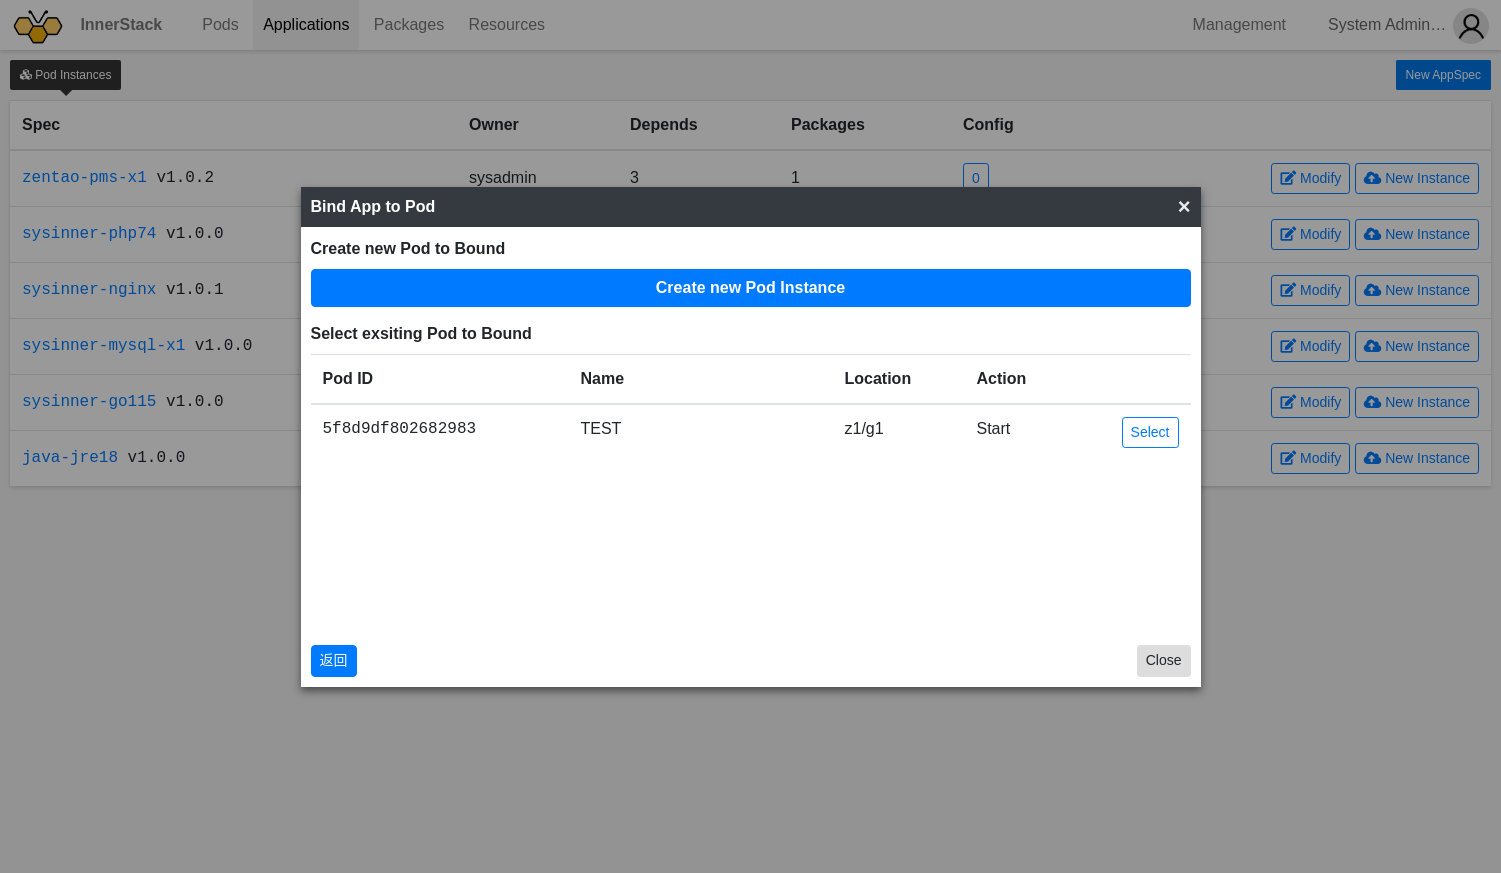 InnerStack Pods Applications Packages Resources Management System Admin...
Pod Instances New AppSpec
Spec Owner Depends Packages Config
zentao-pms-x1 v1.0.2 sysadmin 3 1 0 Modify New Instance
Bind App to Pod ×
sysinner-php74 v1.0.0 Modify New Instance
Create new Pod to Bound
Create new Pod Instance
sysinner-nginx v1.0.1 Modify New Instance
Select exsiting Pod to Bound
sysinner-mysql-x1 v1.0.0 Modify New Instance
Pod ID Name Location Action
sysinner-go115 v1.0.0 Modify New Instance
5f8d9df802682983 TEST z1/g1 Start Select
java-jre18 v1.0.0 Modify New Instance
返回 Close